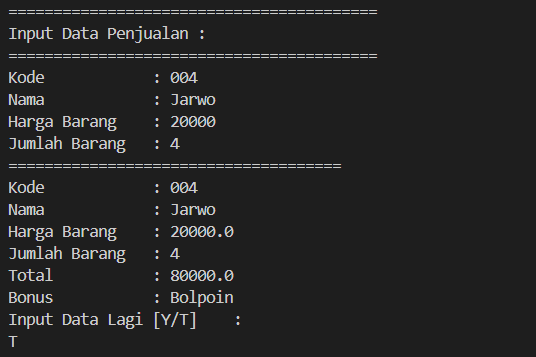 =========================================
Input Data Penjualan :
=========================================
Kode            : 004
Nama            : Jarwo
Harga Barang    : 20000
Jumlah Barang   : 4
=====================================
Kode            : 004
Nama            : Jarwo
Harga Barang    : 20000.0
Jumlah Barang   : 4
Total           : 80000.0
Bonus           : Bolpoin
Input Data Lagi [Y/T]    :
T